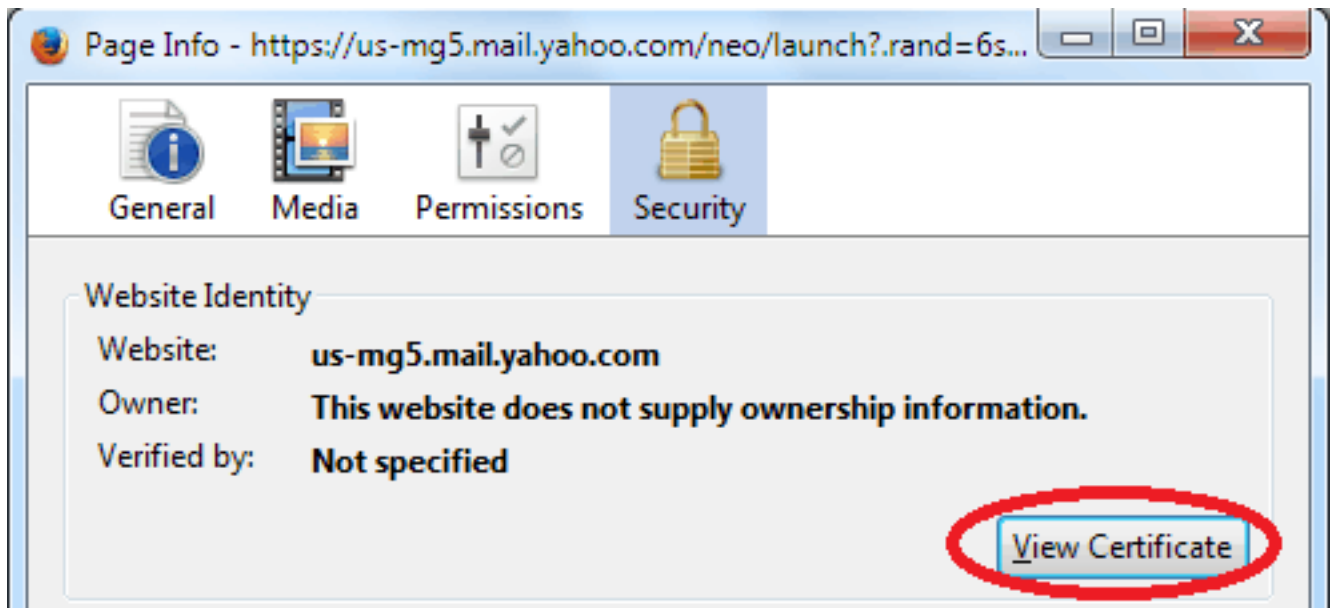 Page Info - https://us-mg5.mail.yahoo.com/neo/launch?.rand=6s...
General Media Permissions Security
Website Identity
Website: us-mg5.mail.yahoo.com
Owner: This website does not supply ownership information.
Verified by: Not specified
View Certificate